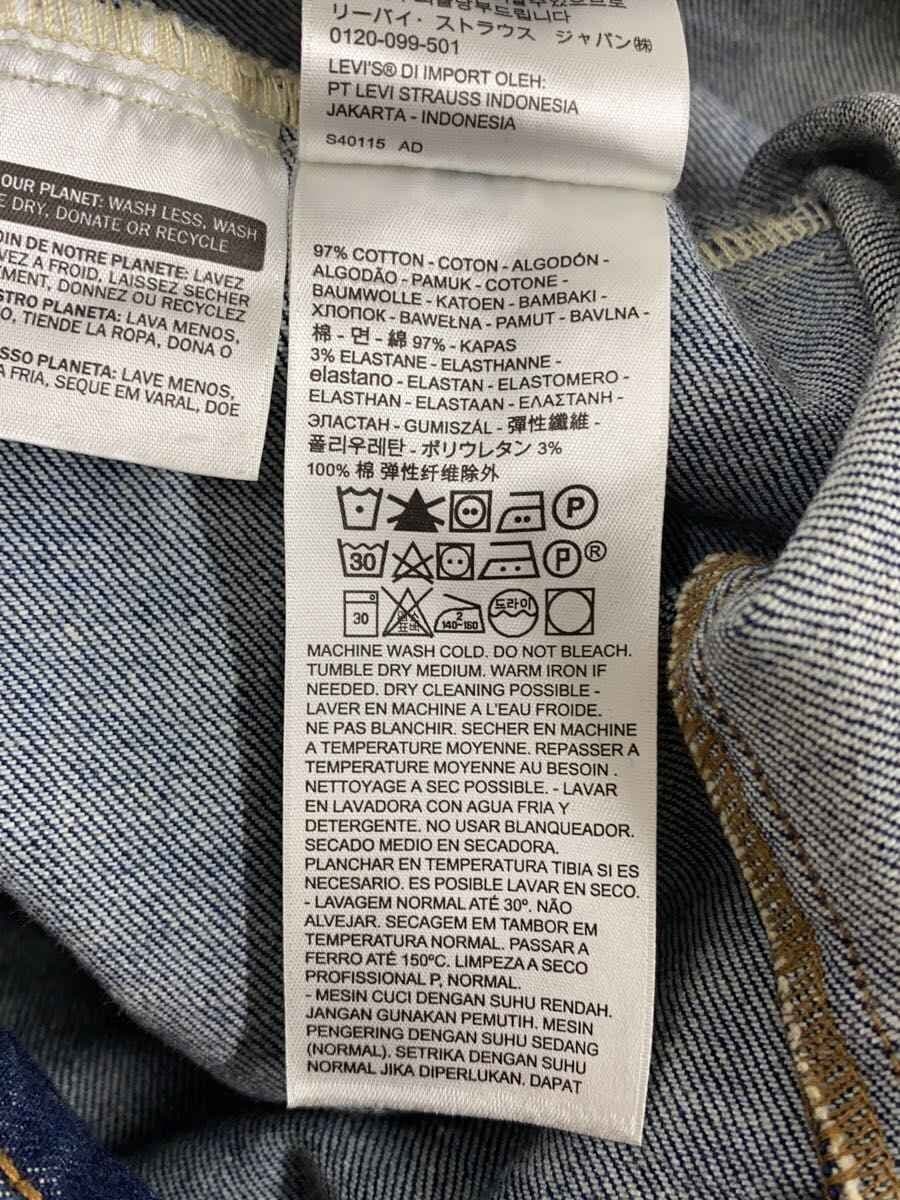 OUR PLANET: WASH LESS, WASH
E DRY, DONATE OR RECYCLE
OIN DE NOTRE PLANETE: LAVEZ
VEZ A FROID, LAISSEZ SECHER
EMENT, DONNEZ OU RECYCLEZ
STRO PLANETA: LAVA MENOS,
O, TIENDE LA ROPA, DONA O
SSO PLANETA: LAVE MENOS,
A FRIA, SEQUE EM VARAL, DOE
リーバイ・ストラウス ジャパン㈱
0120-099-501
LEVI'S® DI IMPORT OLEH:
PT LEVI STRAUSS INDONESIA
JAKARTA - INDONESIA
S40115 AD
97% COTTON - COTON - ALGODÓN -
ALGODÃO - PAMUK - COTONE -
BAUMWOLLE - KATOEN - BAMBAKI -
ХЛОПОК - BAWEŁNA - PAMUT - BAVLNA -
棉 - 면 - 綿 97% - KAPAS
3% ELASTANE - ELASTHANNE -
elastano - ELASTAN - ELASTOMERO -
ELASTHAN - ELASTAAN - ΕΛΑΣΤΑΝΗ -
ЭЛАСТАН - GUMISZÁL - 彈性纖維 -
폴리우레탄 - ポリウレタン 3%
100% 棉 弹性纤维除外
P
30 P ®
30 2 140-160 드라이
MACHINE WASH COLD. DO NOT BLEACH.
TUMBLE DRY MEDIUM. WARM IRON IF
NEEDED. DRY CLEANING POSSIBLE -
LAVER EN MACHINE A L'EAU FROIDE.
NE PAS BLANCHIR. SECHER EN MACHINE
A TEMPERATURE MOYENNE. REPASSER A
TEMPERATURE MOYENNE AU BESOIN .
NETTOYAGE A SEC POSSIBLE. - LAVAR
EN LAVADORA CON AGUA FRIA Y
DETERGENTE. NO USAR BLANQUEADOR.
SECADO MEDIO EN SECADORA.
PLANCHAR EN TEMPERATURA TIBIA SI ES
NECESARIO. ES POSIBLE LAVAR EN SECO.
- LAVAGEM NORMAL ATÉ 30º. NÃO
ALVEJAR. SECAGEM EM TAMBOR EM
TEMPERATURA NORMAL. PASSAR A
FERRO ATÉ 150ºC. LIMPEZA A SECO
PROFISSIONAL P, NORMAL.
- MESIN CUCI DENGAN SUHU RENDAH.
JANGAN GUNAKAN PEMUTIH. MESIN
PENGERING DENGAN SUHU SEDANG
(NORMAL). SETRIKA DENGAN SUHU
NORMAL JIKA DIPERLUKAN. DAPAT